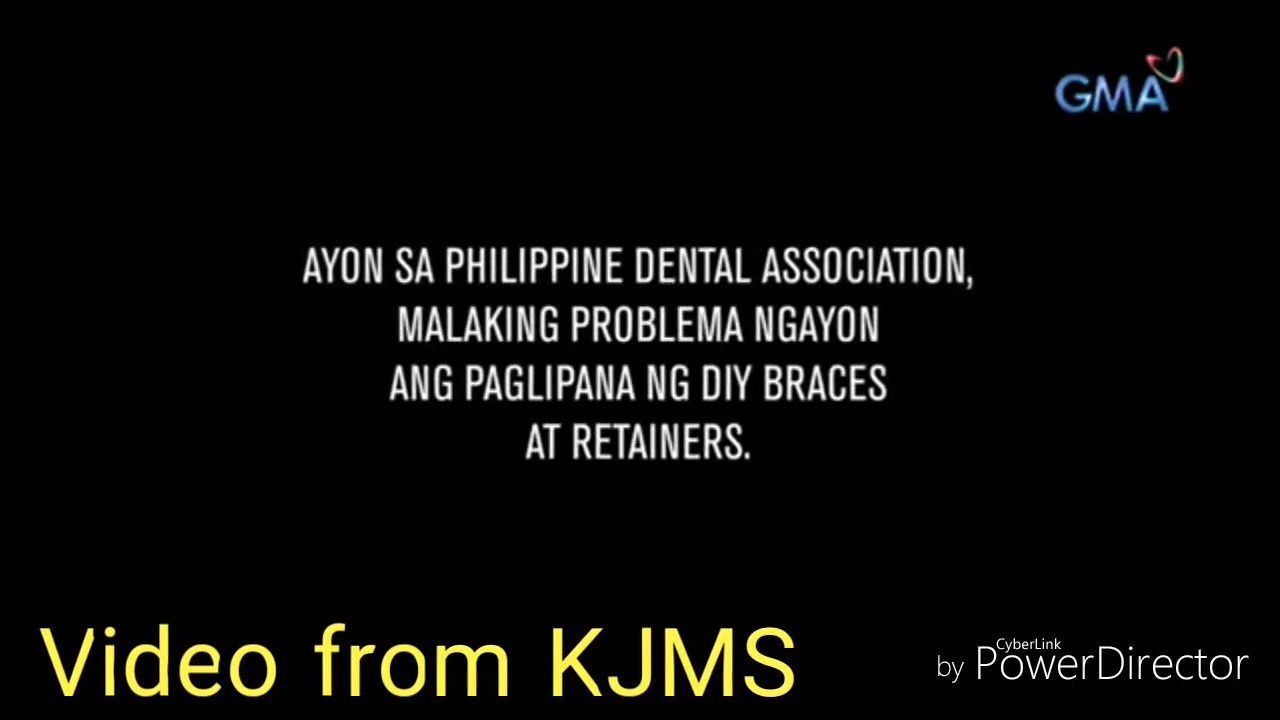 GMA
AYON SA PHILIPPINE DENTAL ASSOCIATION,
MALAKING PROBLEMA NGAYON
ANG PAGLIPANA NG DIY BRACES
AT RETAINERS.
Video from KJMS
CyberLink
by PowerDirector